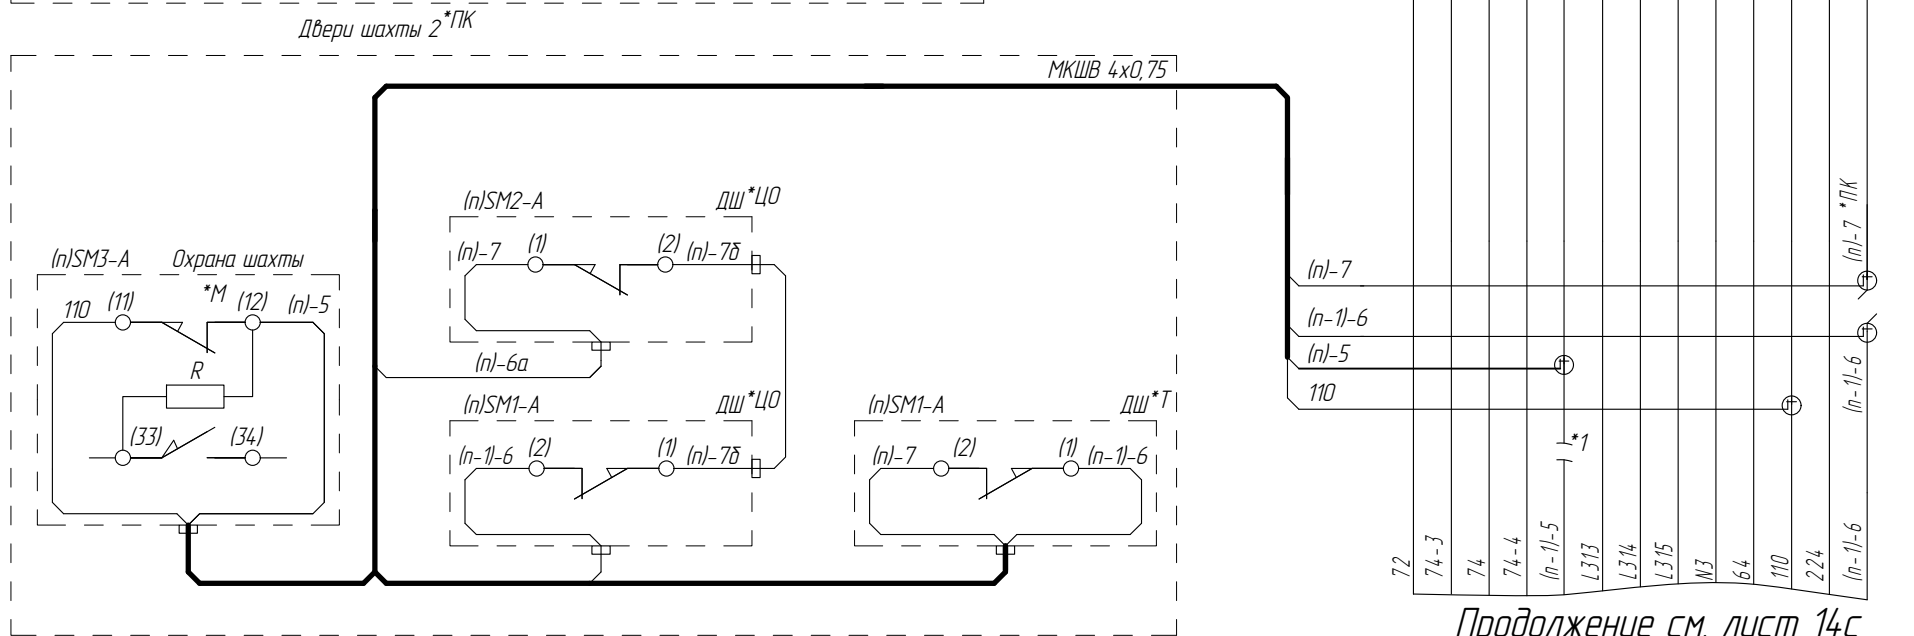 Двери шахты 2*ПК
МКШВ 4х0,75
(п)SM2-A ДШ*ЦО
(п)-7 (1) (2) (п)-7б
(п)-6а
(п)SM3-A Охрана шахты
110 (11) *М (12) (п)-5
R
(33) (34)
(п)SM1-A ДШ*ЦО
(п-1)-6 (2) (1) (п)-7б
(п)SM1-A ДШ*Т
(п)-7 (2) (1) (п-1)-6
(п)-7
(п-1)-6
(п)-5
110
*1
(п)-7 *ПК
(п-1)-6
72
74-3
74
74-4
(п-1)-5
L313
L314
L315
N3
64
110
224
(п-1)-6
Продолжение см. лист 14с